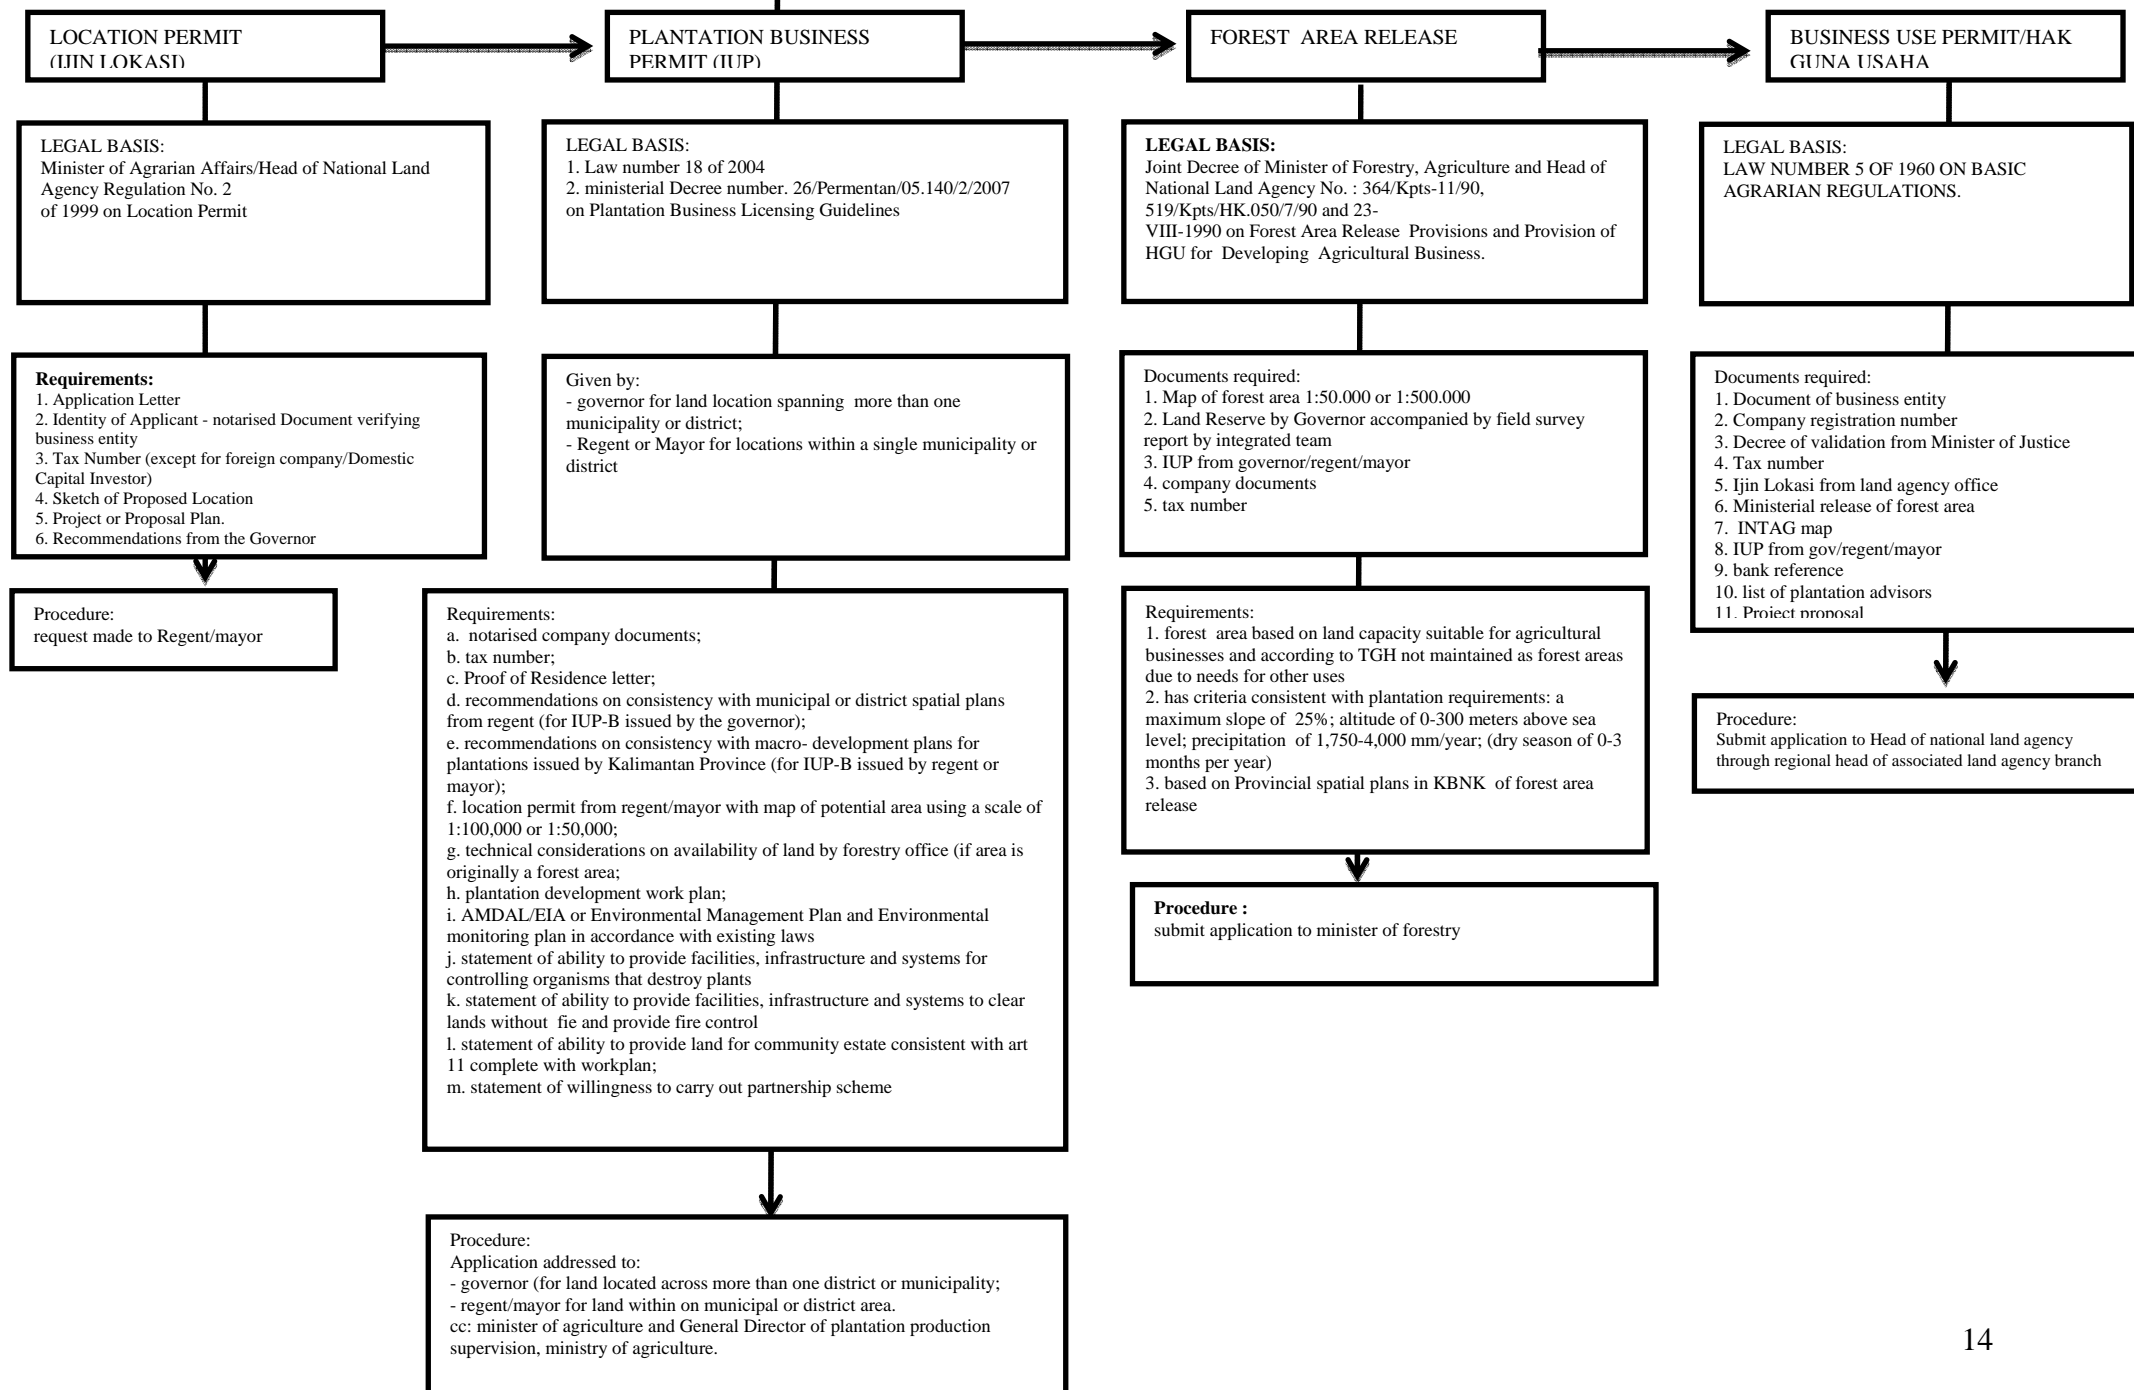 LOCATION PERMIT
(IJIN LOKASI)
PLANTATION BUSINESS
PERMIT (IUP)
FOREST AREA RELEASE
BUSINESS USE PERMIT/HAK
GUNA USAHA
LEGAL BASIS:
Minister of Agrarian Affairs/Head of National Land
Agency Regulation No. 2
of 1999 on Location Permit
LEGAL BASIS:
1. Law number 18 of 2004
2. ministerial Decree number. 26/Permentan/05.140/2/2007
on Plantation Business Licensing Guidelines
LEGAL BASIS:
Joint Decree of Minister of Forestry, Agriculture and Head of
National Land Agency No. : 364/Kpts-11/90,
519/Kpts/HK.050/7/90 and 23-
VIII-1990 on Forest Area Release Provisions and Provision of
HGU for Developing Agricultural Business.
LEGAL BASIS:
LAW NUMBER 5 OF 1960 ON BASIC
AGRARIAN REGULATIONS.
Requirements:
1. Application Letter
2. Identity of Applicant - notarised Document verifying
business entity
3. Tax Number (except for foreign company/Domestic
Capital Investor)
4. Sketch of Proposed Location
5. Project or Proposal Plan.
6. Recommendations from the Governor
Given by:
- governor for land location spanning more than one
municipality or district;
- Regent or Mayor for locations within a single municipality or
district
Documents required:
1. Map of forest area 1:50.000 or 1:500.000
2. Land Reserve by Governor accompanied by field survey
report by integrated team
3. IUP from governor/regent/mayor
4. company documents
5. tax number
Documents required:
1. Document of business entity
2. Company registration number
3. Decree of validation from Minister of Justice
4. Tax number
5. Ijin Lokasi from land agency office
6. Ministerial release of forest area
7. INTAG map
8. IUP from gov/regent/mayor
9. bank reference
10. list of plantation advisors
11. Project proposal
Procedure:
request made to Regent/mayor
Requirements:
a. notarised company documents;
b. tax number;
c. Proof of Residence letter;
d. recommendations on consistency with municipal or district spatial plans
from regent (for IUP-B issued by the governor);
e. recommendations on consistency with macro- development plans for
plantations issued by Kalimantan Province (for IUP-B issued by regent or
mayor);
f. location permit from regent/mayor with map of potential area using a scale of
1:100,000 or 1:50,000;
g. technical considerations on availability of land by forestry office (if area is
originally a forest area;
h. plantation development work plan;
i. AMDAL/EIA or Environmental Management Plan and Environmental
monitoring plan in accordance with existing laws
j. statement of ability to provide facilities, infrastructure and systems for
controlling organisms that destroy plants
k. statement of ability to provide facilities, infrastructure and systems to clear
lands without fie and provide fire control
l. statement of ability to provide land for community estate consistent with art
11 complete with workplan;
m. statement of willingness to carry out partnership scheme
Requirements:
1. forest area based on land capacity suitable for agricultural
businesses and according to TGH not maintained as forest areas
due to needs for other uses
2. has criteria consistent with plantation requirements: a
maximum slope of 25%; altitude of 0-300 meters above sea
level; precipitation of 1,750-4,000 mm/year; (dry season of 0-3
months per year)
3. based on Provincial spatial plans in KBNK of forest area
release
Procedure:
Submit application to Head of national land agency
through regional head of associated land agency branch
Procedure :
submit application to minister of forestry
Procedure:
Application addressed to:
- governor (for land located across more than one district or municipality;
- regent/mayor for land within on municipal or district area.
cc: minister of agriculture and General Director of plantation production
supervision, ministry of agriculture.
14